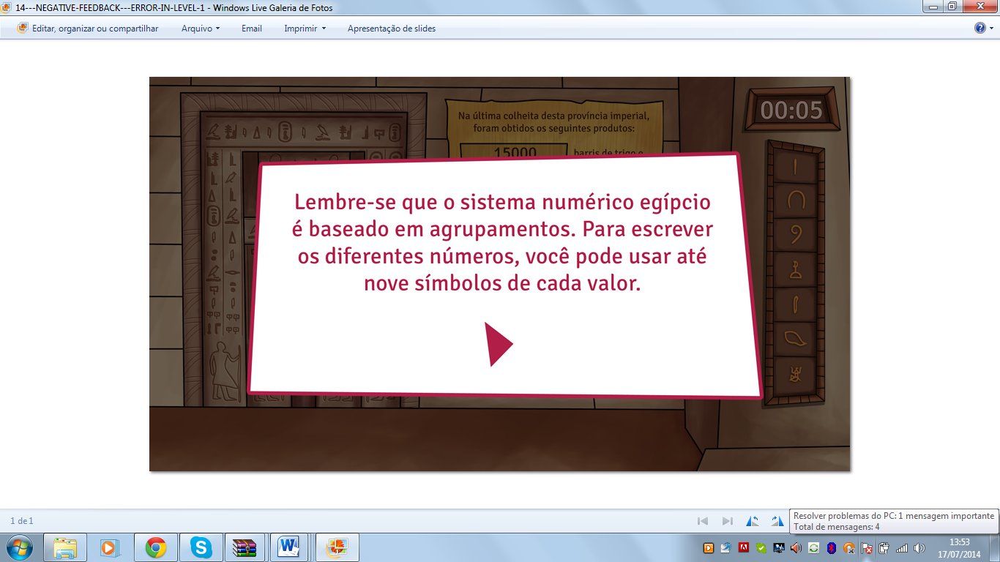 14---NEGATIVE-FEEDBACK---ERROR-IN-LEVEL-1 - Windows Live Galeria de Fotos
Editar, organizar ou compartilhar Arquivo Email Imprimir Apresentação de slides
Na última colheita desta província imperial,
foram obtidos os seguintes produtos:
15000 barris de trigo e
00:05
Lembre-se que o sistema numérico egípcio
é baseado em agrupamentos. Para escrever
os diferentes números, você pode usar até
nove símbolos de cada valor.
1 de 1
Resolver problemas do PC: 1 mensagem importante
Total de mensagens: 4
13:53
17/07/2014